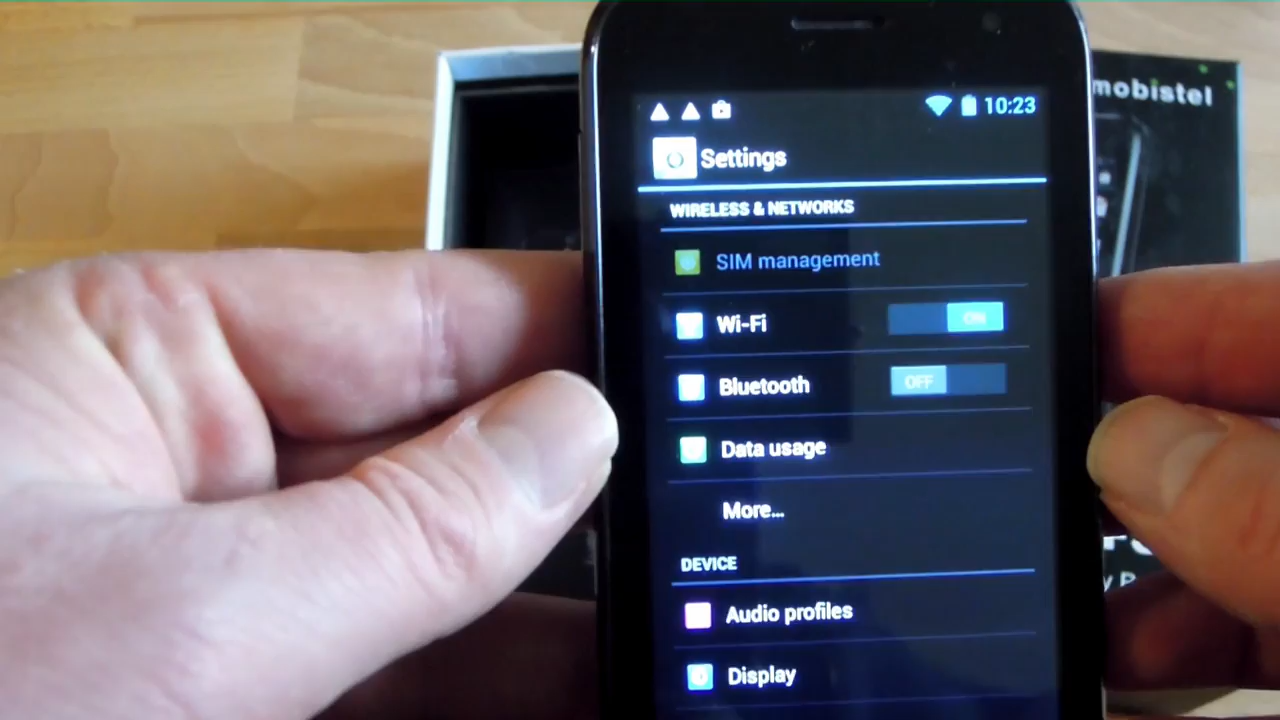 10:23
mobistel
Settings
WIRELESS & NETWORKS
SIM management
Wi-Fi
ON
Bluetooth
OFF
Data usage
More...
DEVICE
Audio profiles
Display